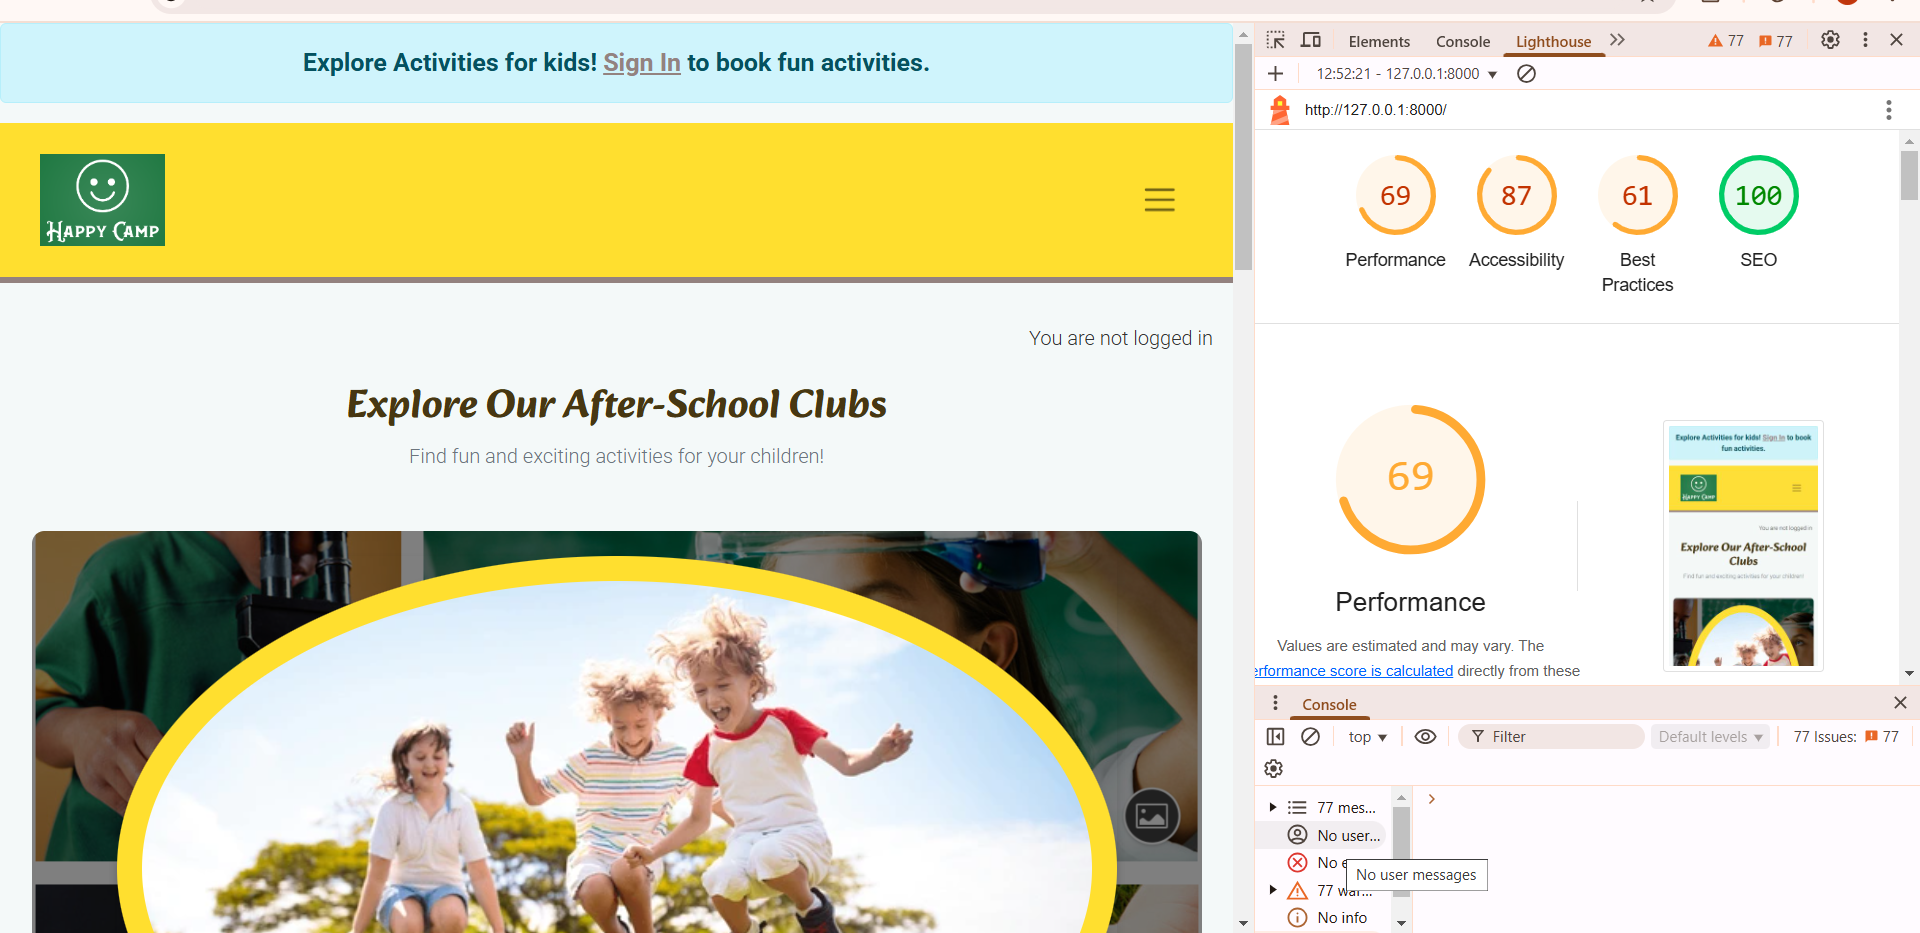 Explore Activities for kids! Sign In to book fun activities.
HAPPY CAMP
You are not logged in
Explore Our After-School Clubs
Find fun and exciting activities for your children!
Elements Console Lighthouse 77 77
12:52:21 - 127.0.0.1:8000
http://127.0.0.1:8000/
69 87 61 100
Performance Accessibility Best Practices SEO
69
Performance
Values are estimated and may vary. The
erformance score is calculated directly from these
Explore Activities for kids! Sign In to book
fun activities.
HAPPY CAMP
You are not logged in
Explore Our After-School
Clubs
Find fun and exciting activities for your children!
Console
top Filter Default levels 77 Issues: 77
77 mes...
No user...
No e
No user messages
77 war...
No info